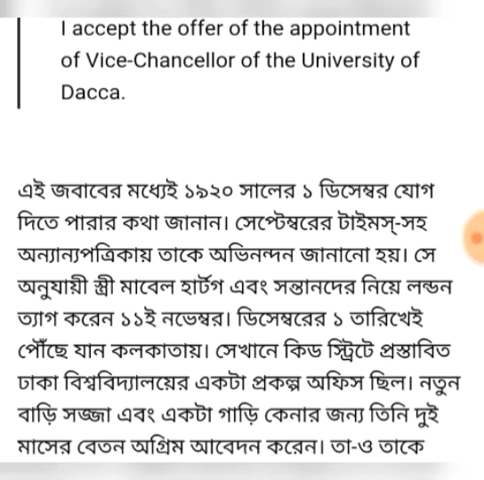 I accept the offer of the appointment
of Vice-Chancellor of the University of
Dacca.
এই জবাবের মধ্যেই ১৯২০ সালের ১ ডিসেম্বর যোগ
দিতে পারার কথা জানান। সেপ্টেম্বরের টাইমস্-সহ
অন্যান্যপত্রিকায় তাকে অভিনন্দন জানানো হয়। সে
অনুযায়ী স্ত্রী মাবেল হার্টগ এবং সন্তানদের নিয়ে লন্ডন
ত্যাগ করেন ১১ই নভেম্বর। ডিসেম্বরের ১ তারিখেই
পৌঁছে যান কলকাতায়। সেখানে কিড স্ট্রিটে প্রস্তাবিত
ঢাকা বিশ্ববিদ্যালয়ের একটা প্রকল্প অফিস ছিল। নতুন
বাড়ি সজ্জা এবং একটা গাড়ি কেনার জন্য তিনি দুই
মাসের বেতন অগ্রিম আবেদন করেন। তা-ও তাকে